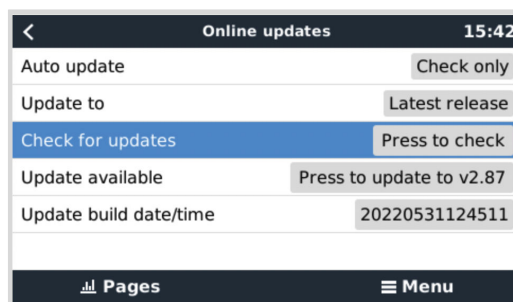 Online updates 15:42
Auto update Check only
Update to Latest release
Check for updates Press to check
Update available Press to update to v2.87
Update build date/time 20220531124511
Pages Menu